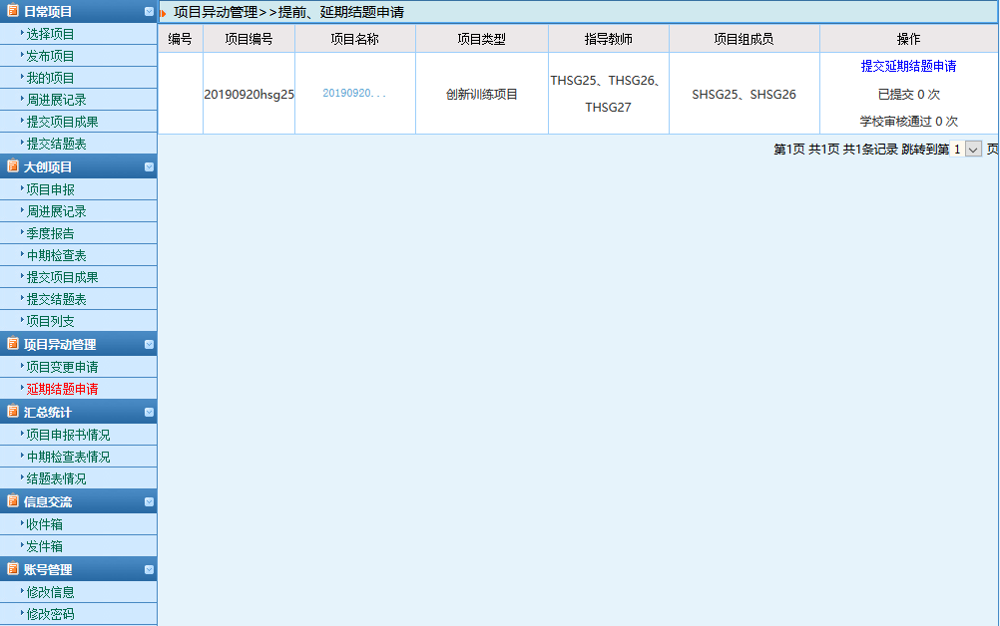 日常项目
选择项目
发布项目
我的项目
周进展记录
提交项目成果
提交结题表
大创项目
项目申报
周进展记录
季度报告
中期检查表
提交项目成果
提交结题表
项目列支
项目异动管理
项目变更申请
延期结题申请
汇总统计
项目申报书情况
中期检查表情况
结题表情况
信息交流
收件箱
发件箱
账号管理
修改信息
修改密码
项目异动管理>>提前、延期结题申请
编号 项目编号 项目名称 项目类型 指导教师 项目组成员 操作
20190920hsg25 20190920... 创新训练项目 THSG25、THSG26、 SHSG25、SHSG26 提交延期结题申请
THSG27 已提交 0 次
学校审核通过 0 次
第1页 共1页 共1条记录 跳转到第 1 页